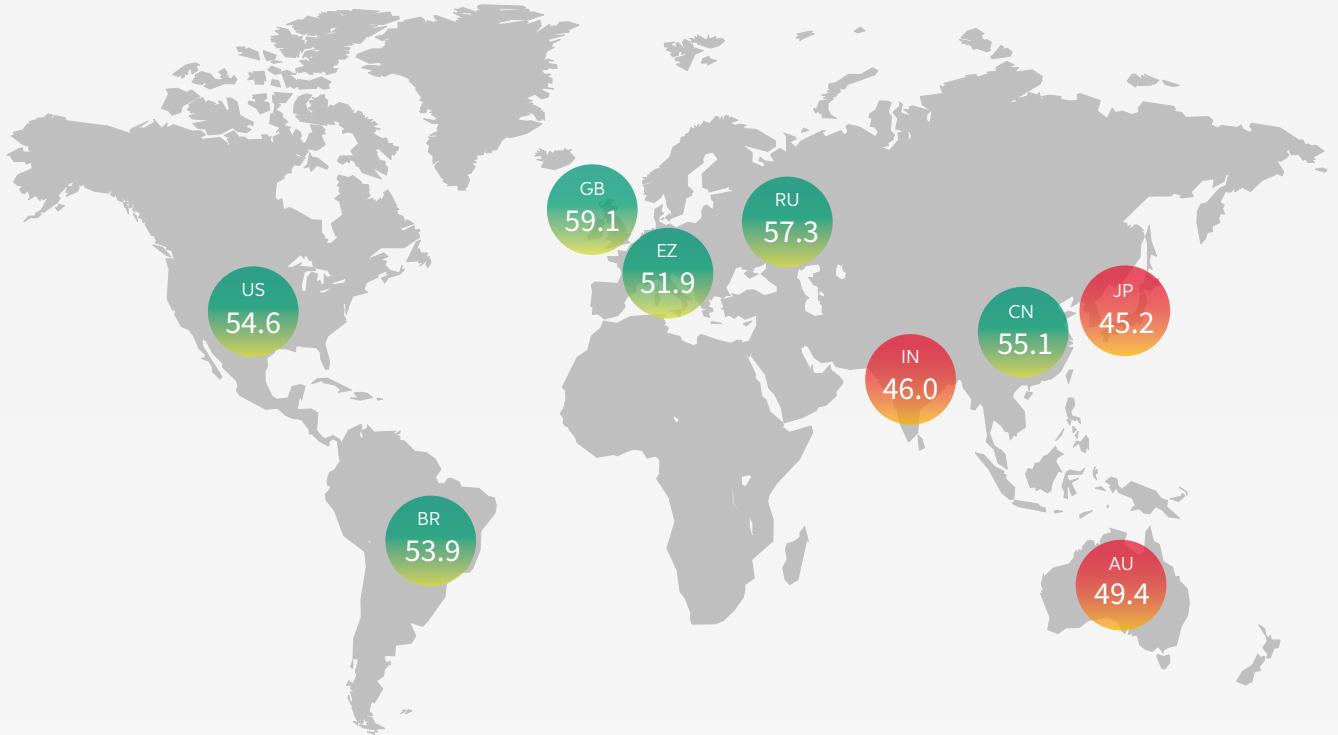 GB
59.1
RU
57.3
EZ
51.9
US
54.6
JP
45.2
CN
55.1
IN
46.0
BR
53.9
AU
49.4